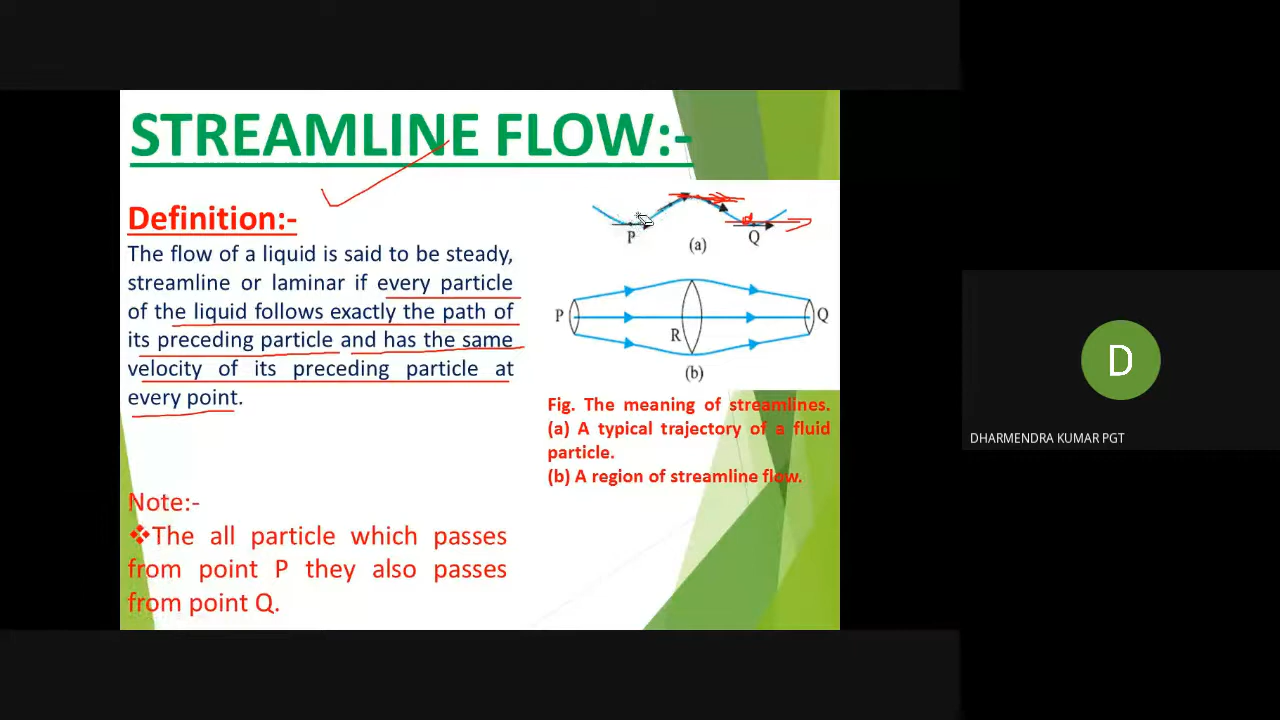 STREAMLINE FLOW:-
Definition:-
The flow of a liquid is said to be steady,
streamline or laminar if every particle
of the liquid follows exactly the path of
its preceding particle and has the same
velocity of its preceding particle at
every point.
Note:-
❖The all particle which passes
from point P they also passes
from point Q.
P
(a)
Q
P
R
Q
(b)
Fig. The meaning of streamlines.
(a) A typical trajectory of a fluid
particle.
(b) A region of streamline flow.
D
DHARMENDRA KUMAR PGT